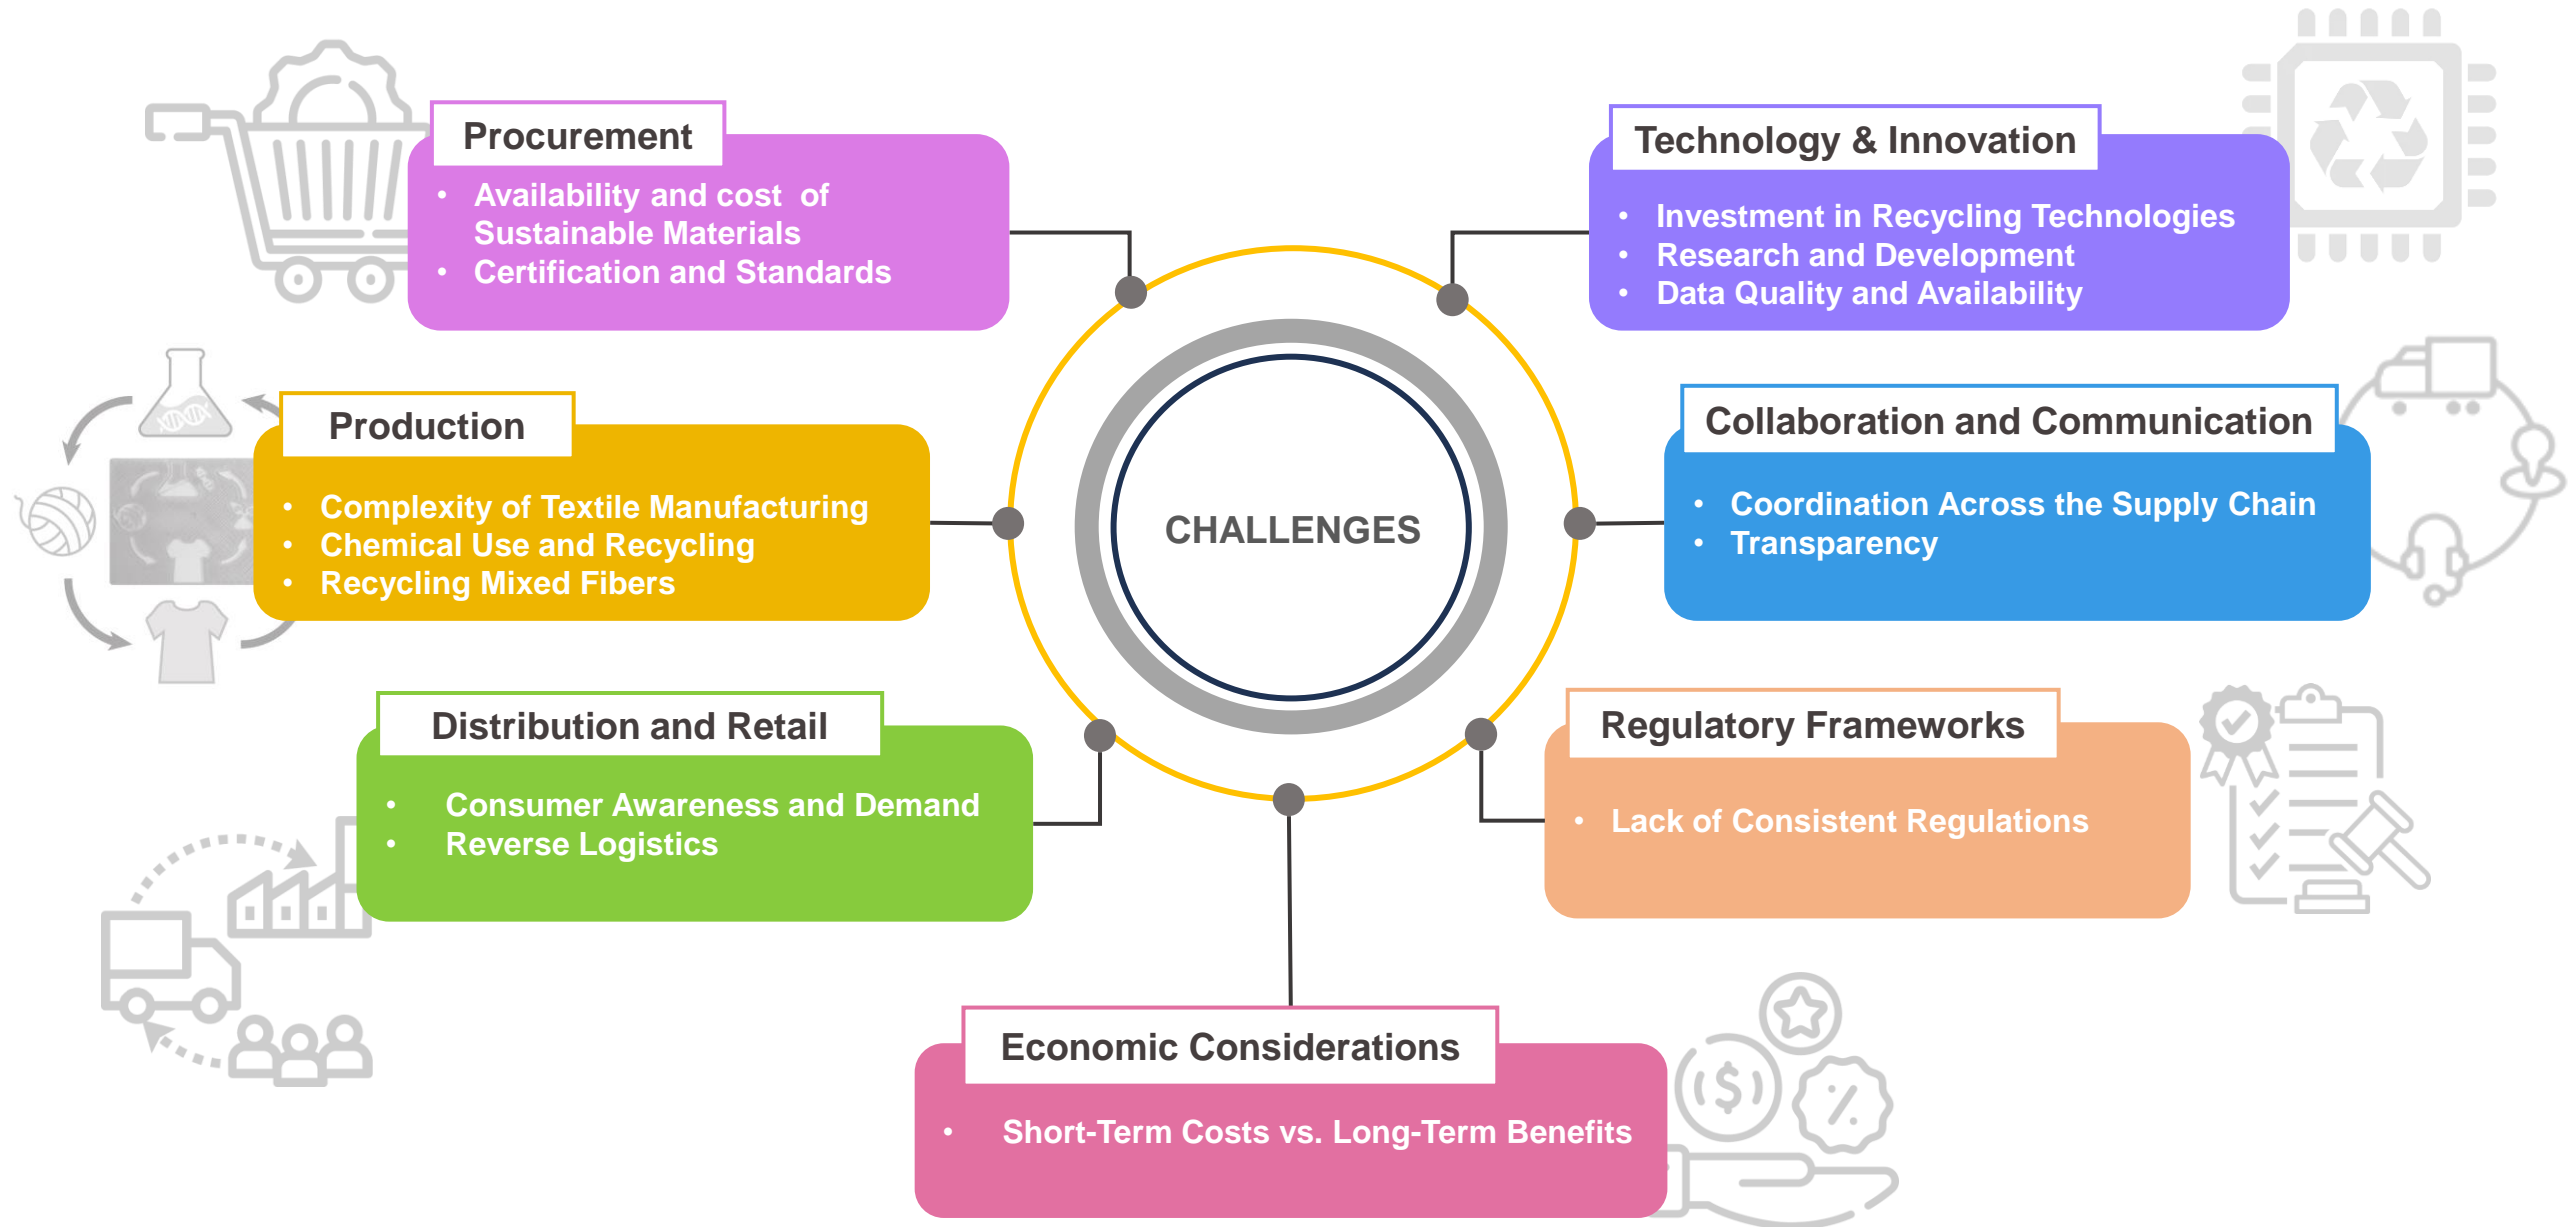 Procurement
• Availability and cost of
Sustainable Materials
• Certification and Standards
Production
• Complexity of Textile Manufacturing
• Chemical Use and Recycling
• Recycling Mixed Fibers
Distribution and Retail
• Consumer Awareness and Demand
• Reverse Logistics
CHALLENGES
Technology & Innovation
• Investment in Recycling Technologies
• Research and Development
• Data Quality and Availability
Collaboration and Communication
• Coordination Across the Supply Chain
• Transparency
Regulatory Frameworks
• Lack of Consistent Regulations
Economic Considerations
• Short-Term Costs vs. Long-Term Benefits
$
%